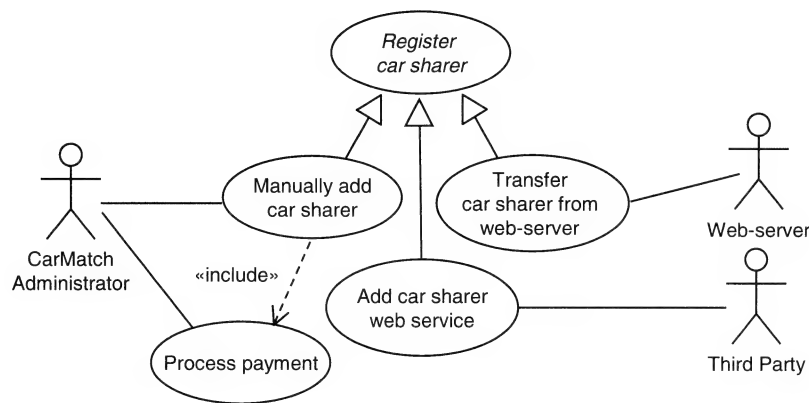 Register
car sharer
Manually add
car sharer
Transfer
car sharer from
web-server
CarMatch
Administrator
Web-server
«include»
Add car sharer
web service
Process payment
Third Party